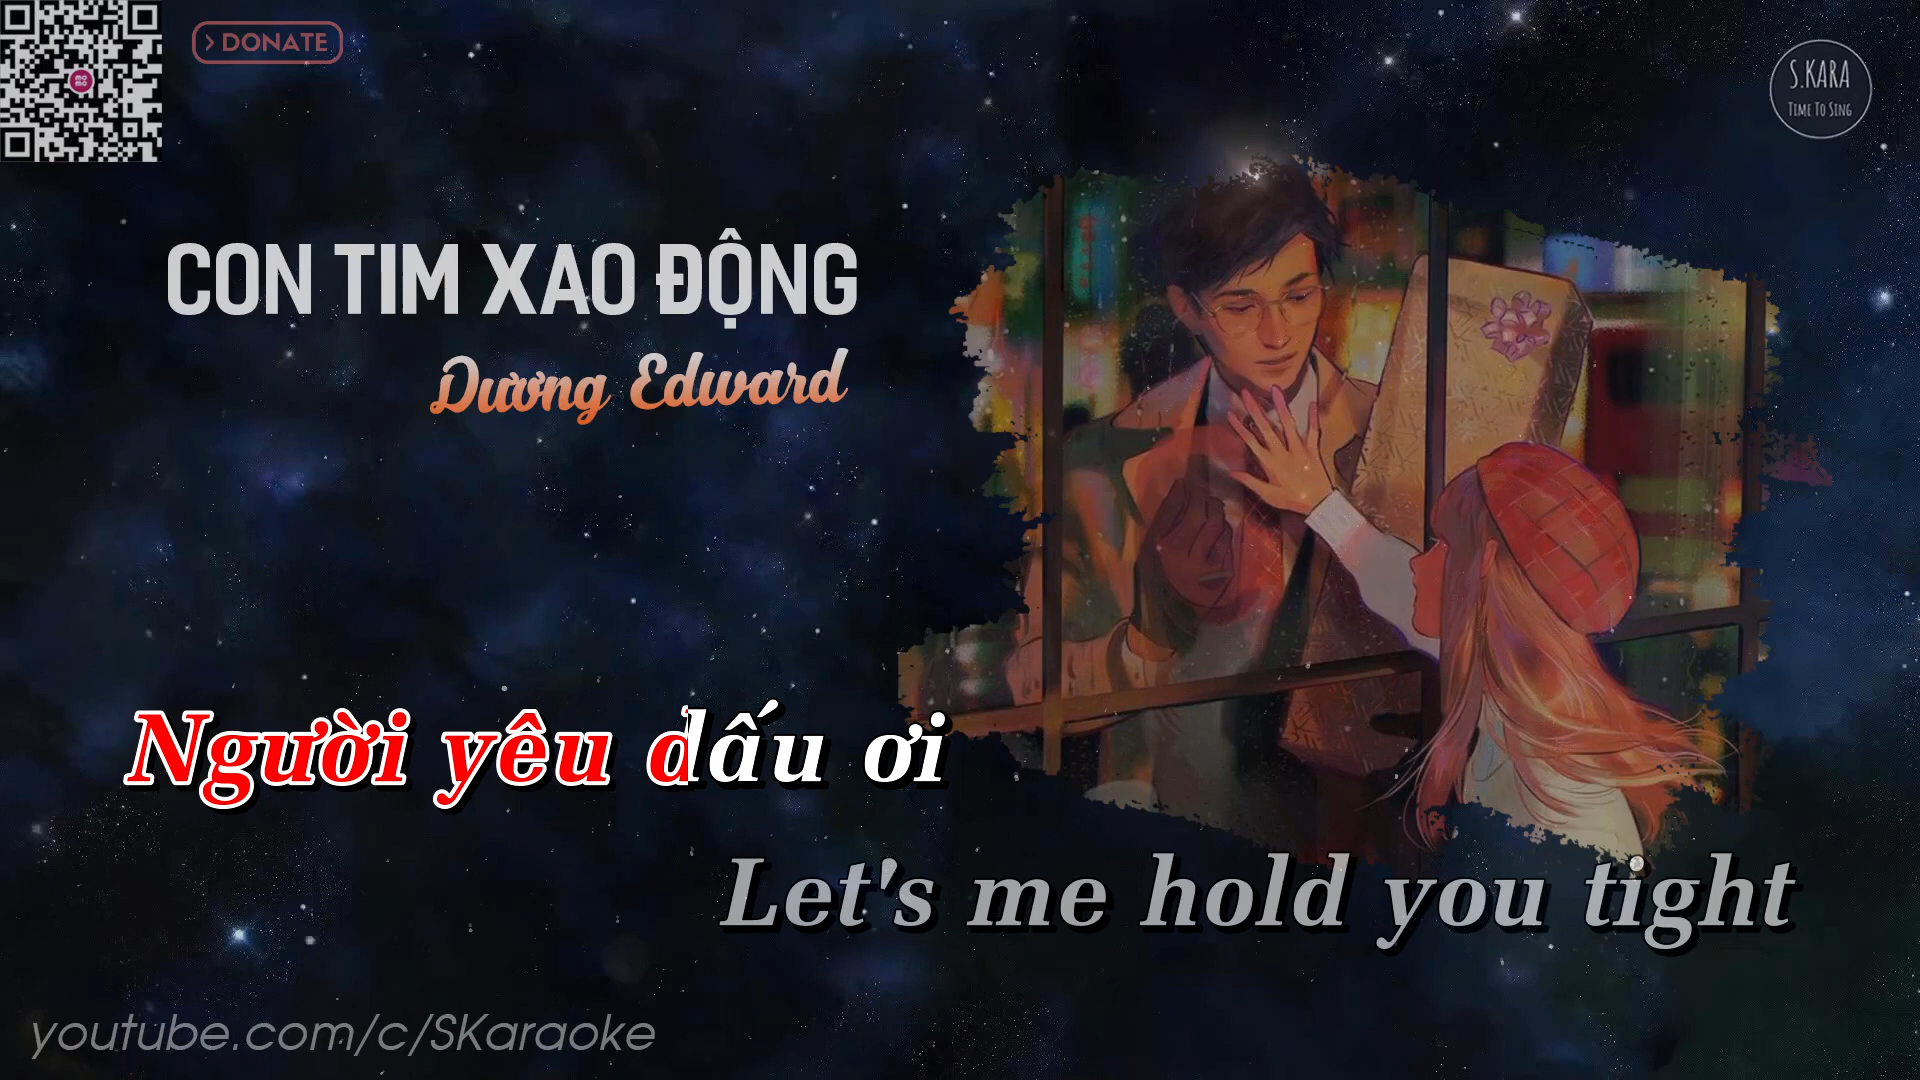 > DONATE
S.KARA
TIME TO SING
CON TIM XAO ĐỘNG
Dương Edward
Người yêu dấu ơi
Let's me hold you tight
youtube.com/c/SKaraoke